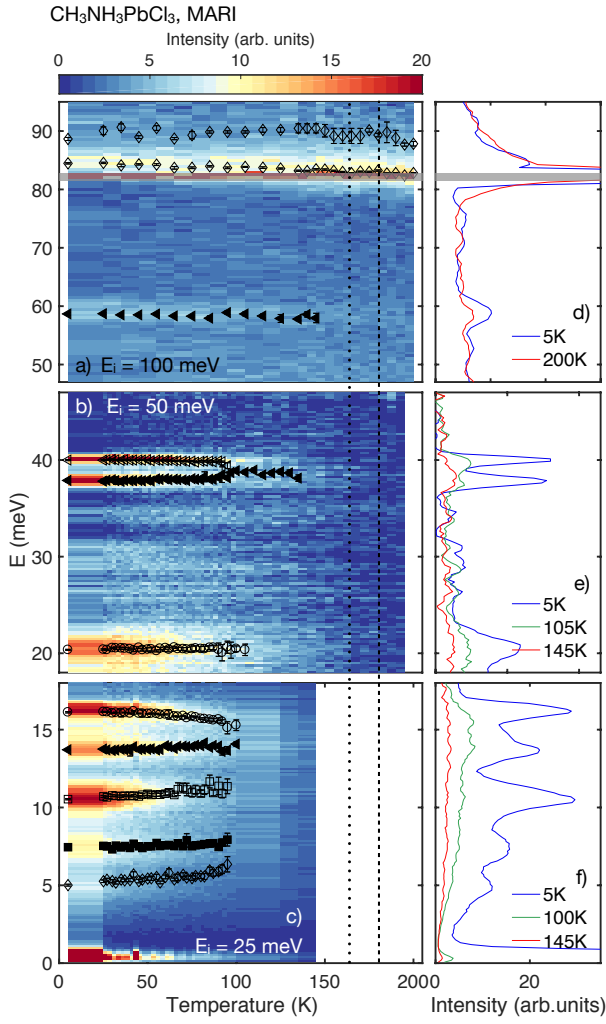 CH₃NH₃PbCl₃, MARI
Intensity (arb. units)
0 5 10 15 20
90
80
70
60
50
a) Eᵢ = 100 meV
d)
5K
200K
b) Eᵢ = 50 meV
40
30
20
E (meV)
e)
5K
105K
145K
15
10
5
0
c)
Eᵢ = 25 meV
f)
5K
100K
145K
0 50 100 150 200
Temperature (K)
0 20
Intensity (arb.units)